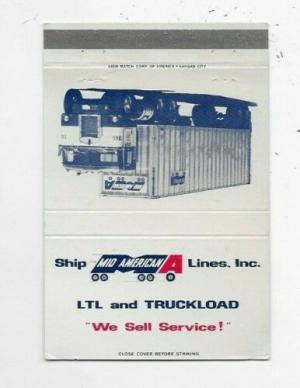 Ship MID AMERICAN A Lines, Inc.
LTL and TRUCKLOAD
"We Sell Service!"
CLOSE COVER BEFORE STRIKING